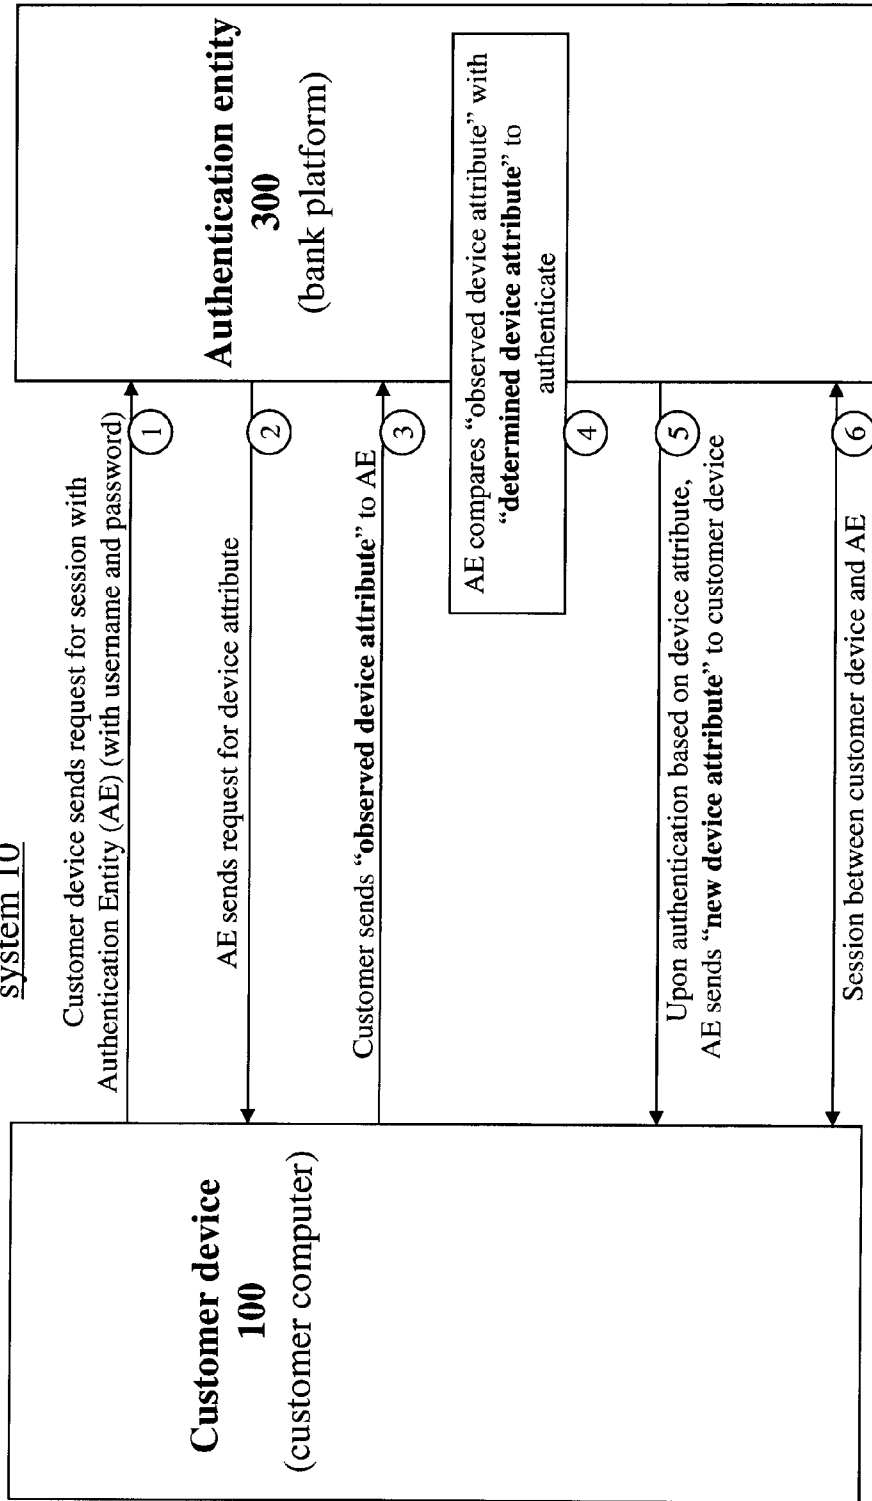 system 10
Customer device
100
(customer computer)
Customer device sends request for session with
Authentication Entity (AE) (with username and password)
1
AE sends request for device attribute
2
Customer sends “observed device attribute” to AE
3
AE compares “observed device attribute” with
“determined device attribute” to
authenticate
4
Upon authentication based on device attribute,
AE sends “new device attribute” to customer device
5
Session between customer device and AE
6
Authentication entity
300
(bank platform)